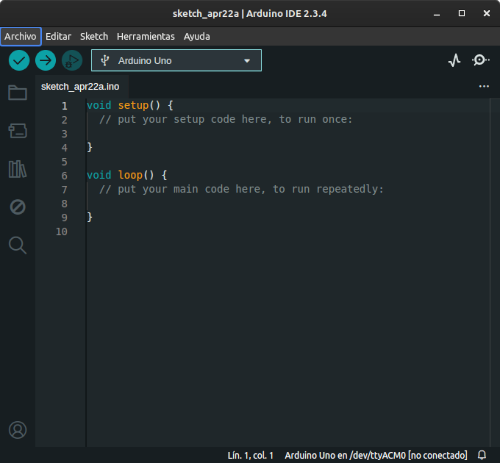 sketch_apr22a | Arduino IDE 2.3.4
Archivo Editar Sketch Herramientas Ayuda
Arduino Uno
sketch_apr22a.ino
1 void setup() {
2 // put your setup code here, to run once:
3
4 }
5
6 void loop() {
7 // put your main code here, to run repeatedly:
8
9 }
10
Lín. 1, col. 1 Arduino Uno en /dev/ttyACM0 [no conectado]